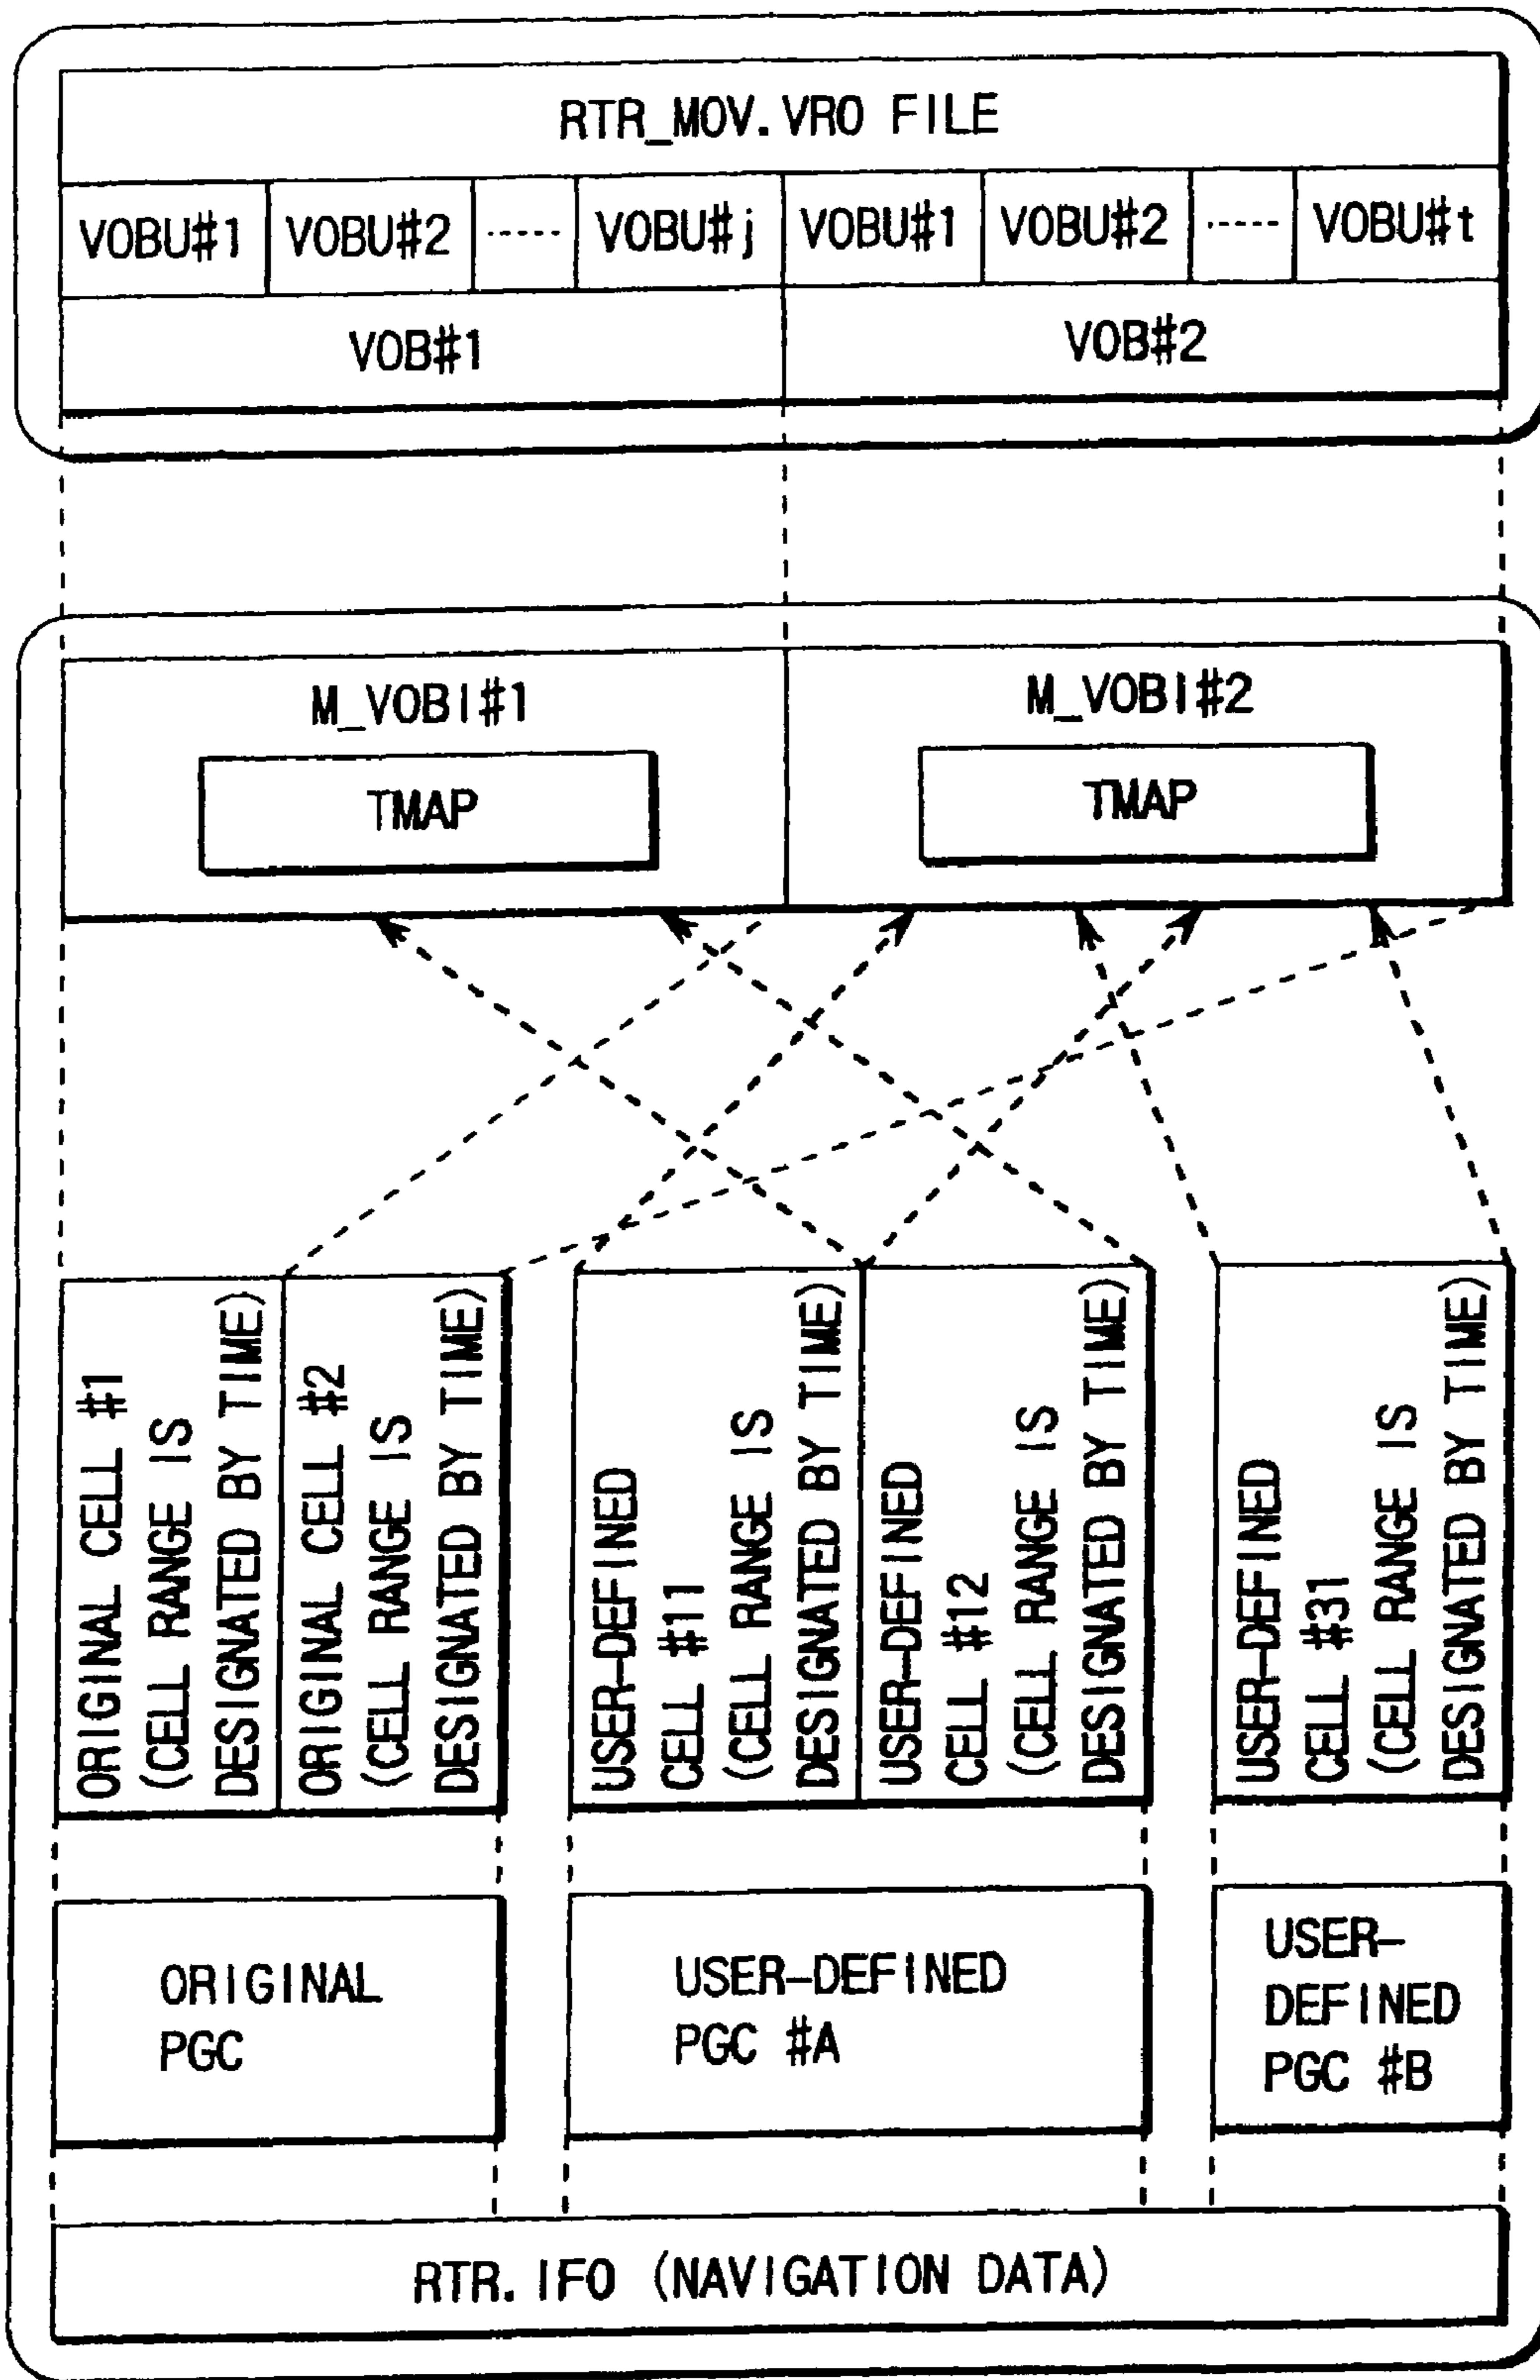 RTR_MOV.VRO FILE
VOBU#1 VOBU#2 ----- VOBU#j VOBU#1 VOBU#2 ----- VOBU#t
VOB#1 VOB#2
M_VOBI#1 M_VOBI#2
TMAP TMAP
ORIGINAL CELL #1
(CELL RANGE IS
DESIGNATED BY TIME)
ORIGINAL CELL #2
(CELL RANGE IS
DESIGNATED BY TIME)
USER-DEFINED
CELL #11
(CELL RANGE IS
DESIGNATED BY TIME)
USER-DEFINED
CELL #12
(CELL RANGE IS
DESIGNATED BY TIME)
USER-DEFINED
CELL #31
(CELL RANGE IS
DESIGNATED BY TIME)
ORIGINAL
PGC
USER-DEFINED
PGC #A
USER-
DEFINED
PGC #B
RTR.IFO (NAVIGATION DATA)